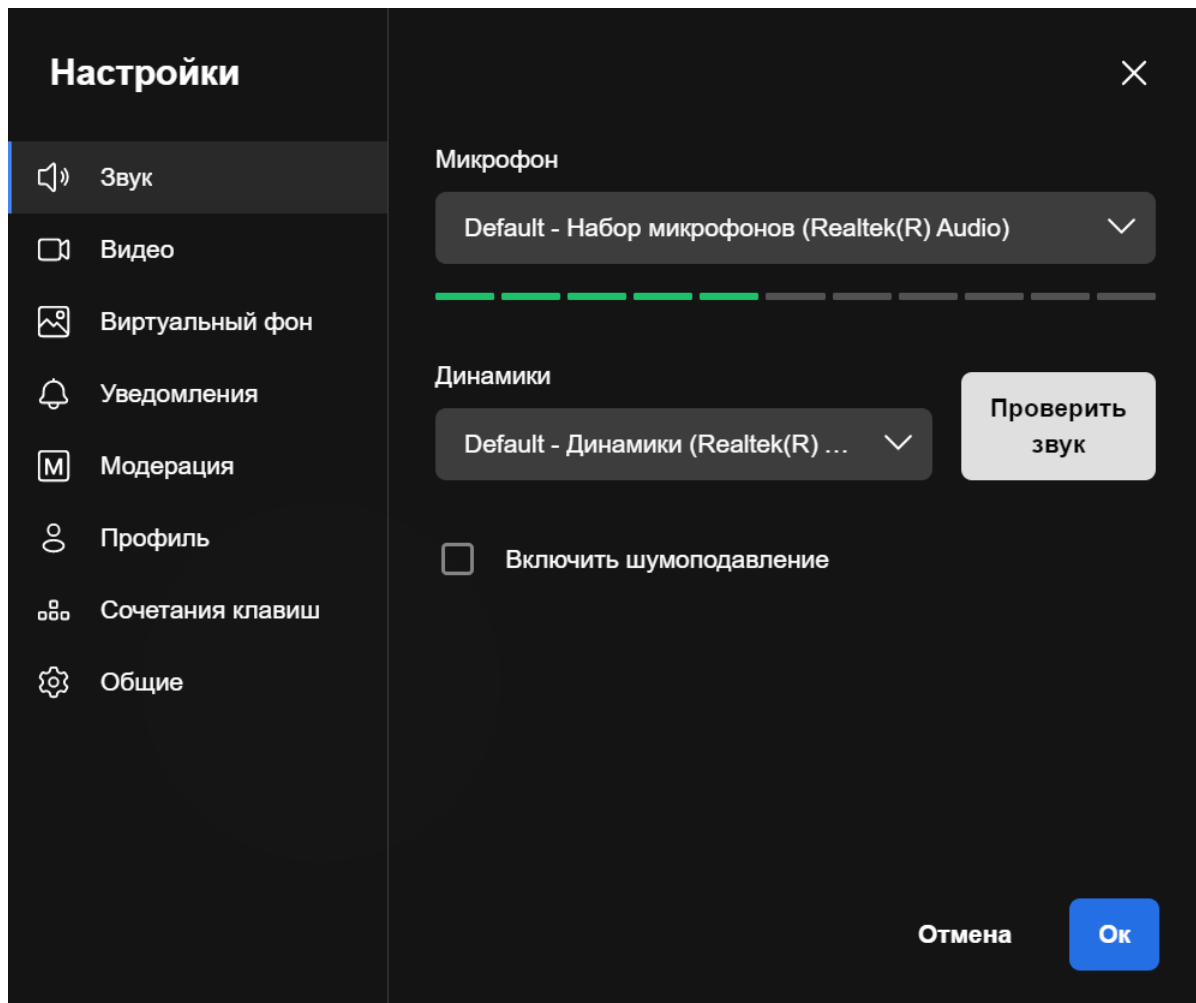 Настройки
Звук
Видео
Виртуальный фон
Уведомления
M Модерация
Профиль
Сочетания клавиш
Общие
Микрофон
Default - Набор микрофонов (Realtek(R) Audio)
Динамики
Default - Динамики (Realtek(R) ...
Проверить
звук
Включить шумоподавление
Отмена
Ок